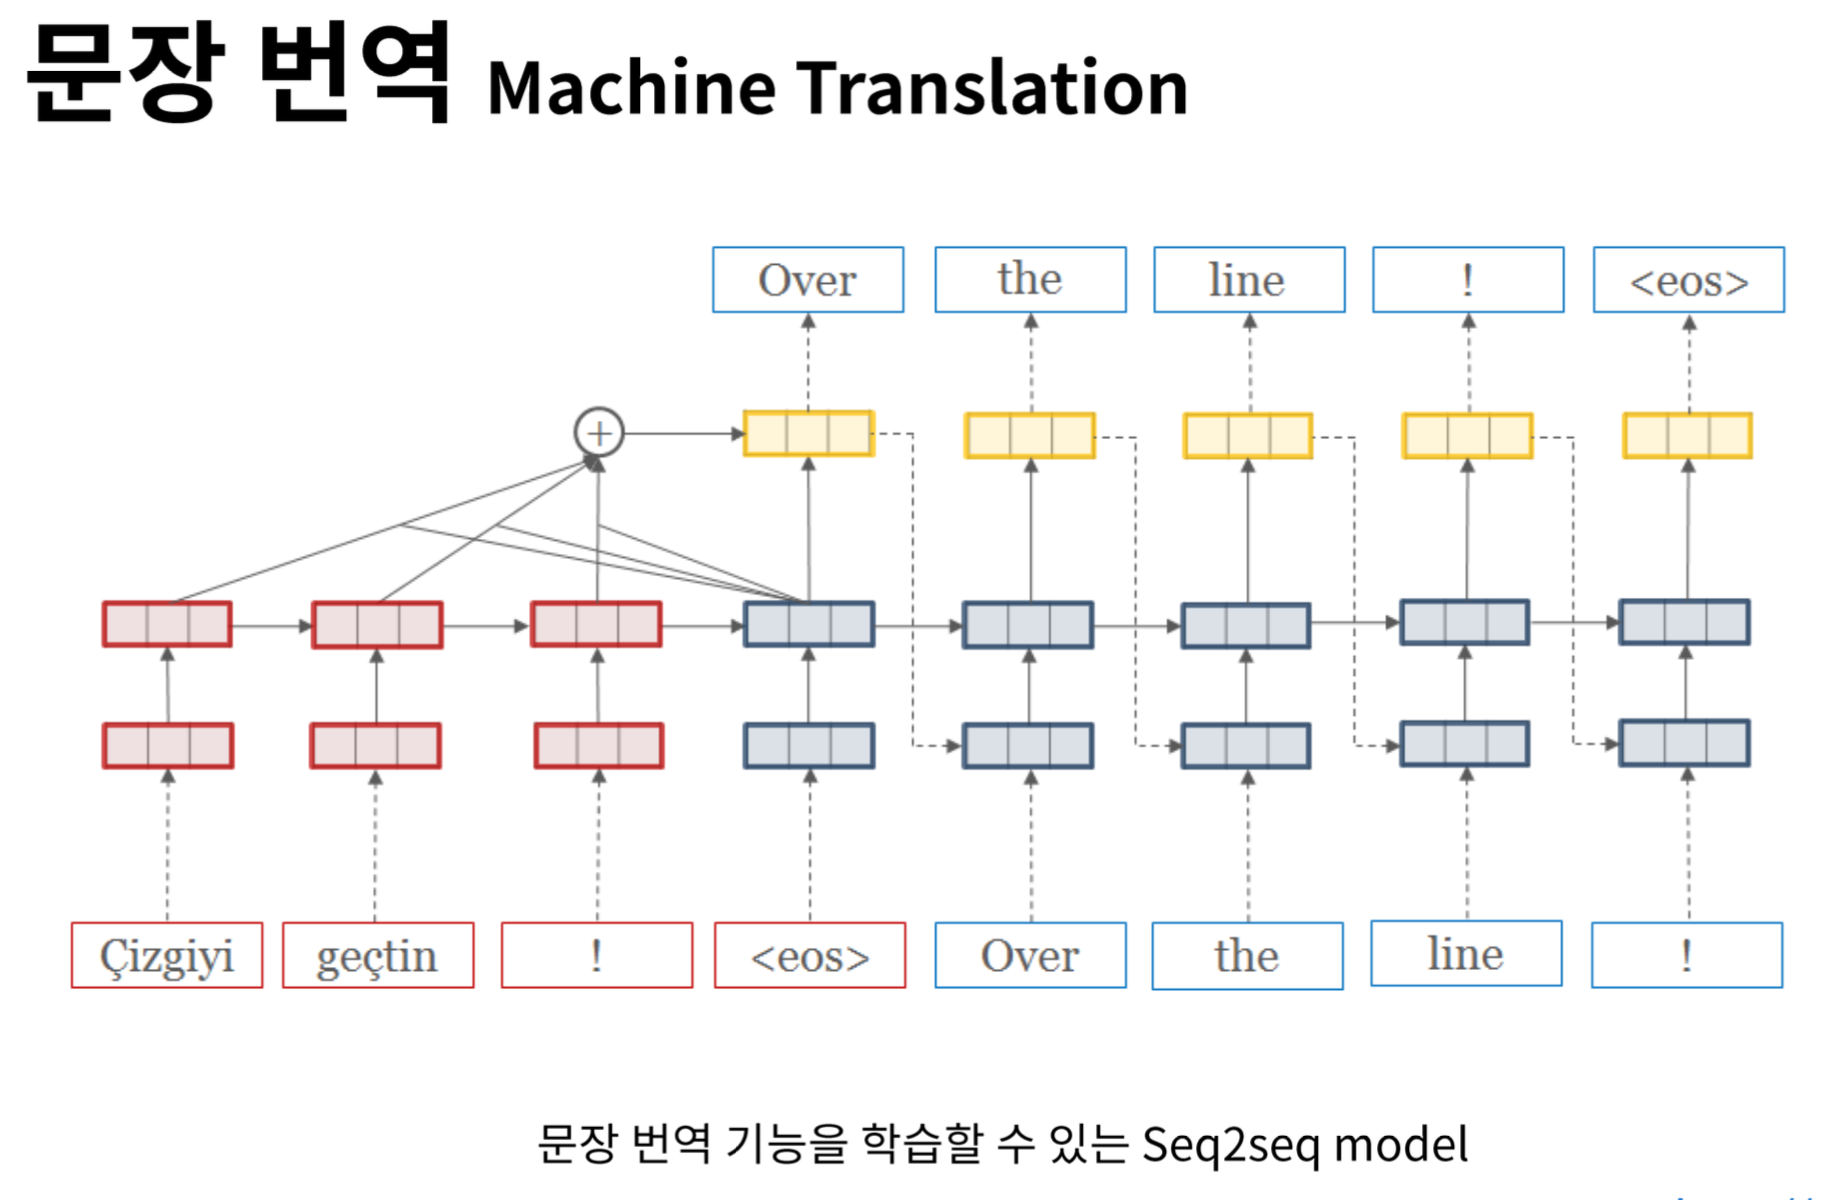 문장 번역 Machine Translation
Over the line ! <eos>
+
Çizgiyi geçtin ! <eos> Over the line !
문장 번역 기능을 학습할 수 있는 Seq2seq model